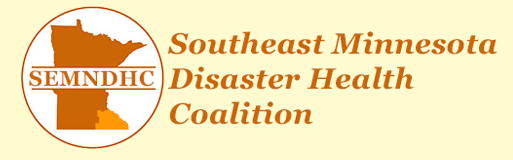 SEMNDHC
Southeast Minnesota
Disaster Health
Coalition